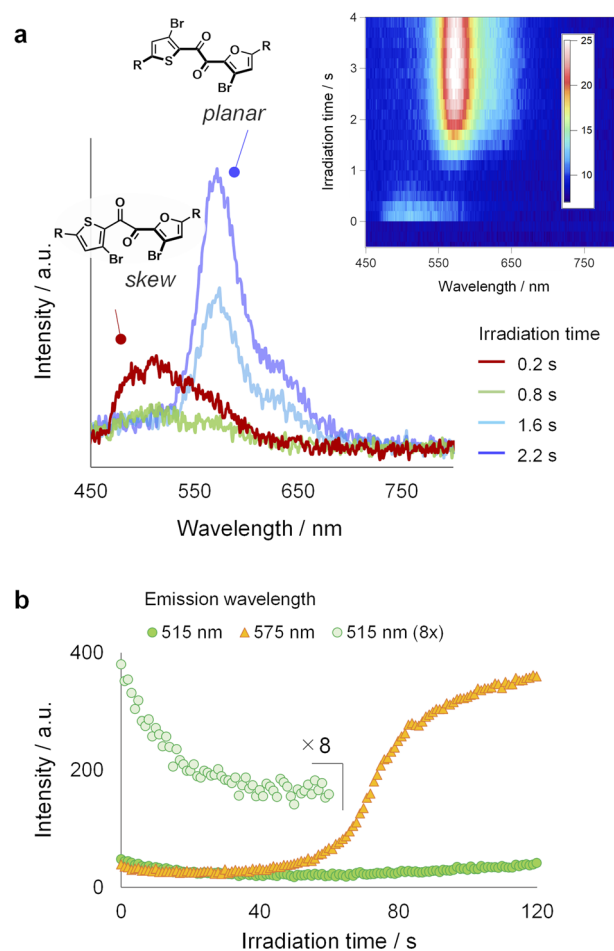 a
Br
O
R
S
O
O
R
Br
planar
O
R
S
O
O
R
Br
Br
skew
Intensity / a.u.
450
550
650
750
Wavelength / nm
Irradiation time / s
4
3
2
1
0
25
20
15
10
450
500
550
600
650
700
750
Wavelength / nm
Irradiation time
0.2 s
0.8 s
1.6 s
2.2 s
b
Emission wavelength
515 nm 575 nm 515 nm (8x)
Intensity / a.u.
400
200
0
× 8
0
40
80
120
Irradiation time / s